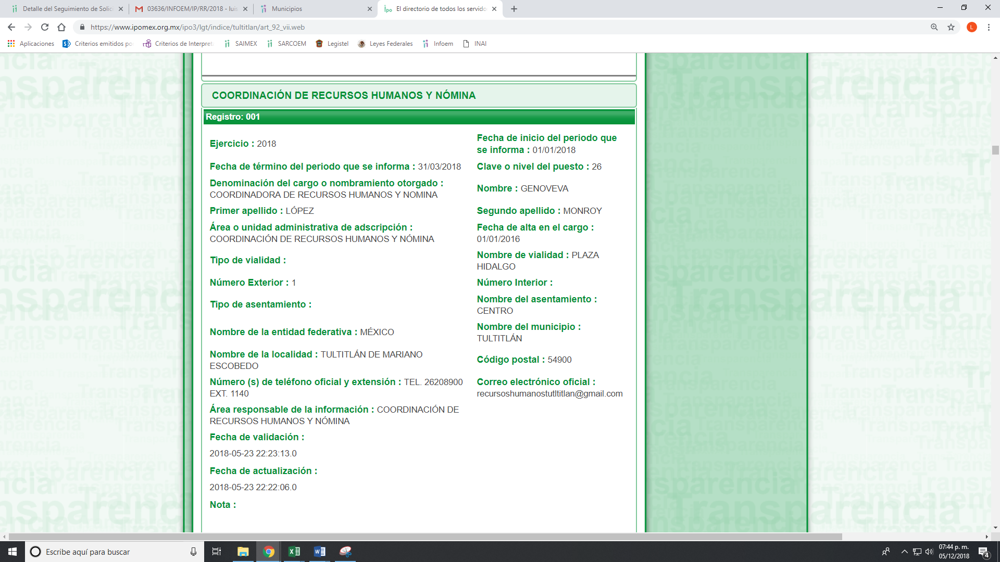 Detalle del Seguimiento de Solici
03636/INFOEM/IP/RR/2018 - luis
Municipios
El directorio de todos los servido
https://www.ipomex.org.mx/ipo3/lgt/indice/tultitlan/art_92_vii.web
L
Aplicaciones
Criterios emitidos po
Criterios de Interpret
SAIMEX
SARCOEM
Legistel
Leyes Federales
Infoem
INAI
COORDINACIÓN DE RECURSOS HUMANOS Y NÓMINA
Registro: 001
Ejercicio : 2018
Fecha de inicio del periodo que
se informa : 01/01/2018
Fecha de término del periodo que se informa : 31/03/2018
Clave o nivel del puesto : 26
Denominación del cargo o nombramiento otorgado :
COORDINADORA DE RECURSOS HUMANOS Y NOMINA
Nombre : GENOVEVA
Primer apellido : LÓPEZ
Segundo apellido : MONROY
Área o unidad administrativa de adscripción :
COORDINACIÓN DE RECURSOS HUMANOS Y NÓMINA
Fecha de alta en el cargo :
01/01/2016
Tipo de vialidad :
Nombre de vialidad : PLAZA
HIDALGO
Número Exterior : 1
Número Interior :
Tipo de asentamiento :
Nombre del asentamiento :
CENTRO
Nombre de la entidad federativa : MÉXICO
Nombre del municipio :
TULTITLÁN
Nombre de la localidad : TULTITLÁN DE MARIANO
ESCOBEDO
Código postal : 54900
Número (s) de teléfono oficial y extensión : TEL. 26208900
EXT. 1140
Correo electrónico oficial :
recursoshumanostutltitlan@gmail.com
Área responsable de la información : COORDINACIÓN DE
RECURSOS HUMANOS Y NÓMINA
Fecha de validación :
2018-05-23 22:23:13.0
Fecha de actualización :
2018-05-23 22:22:06.0
Nota :
Escribe aquí para buscar
07:44 p. m.
05/12/2018
4